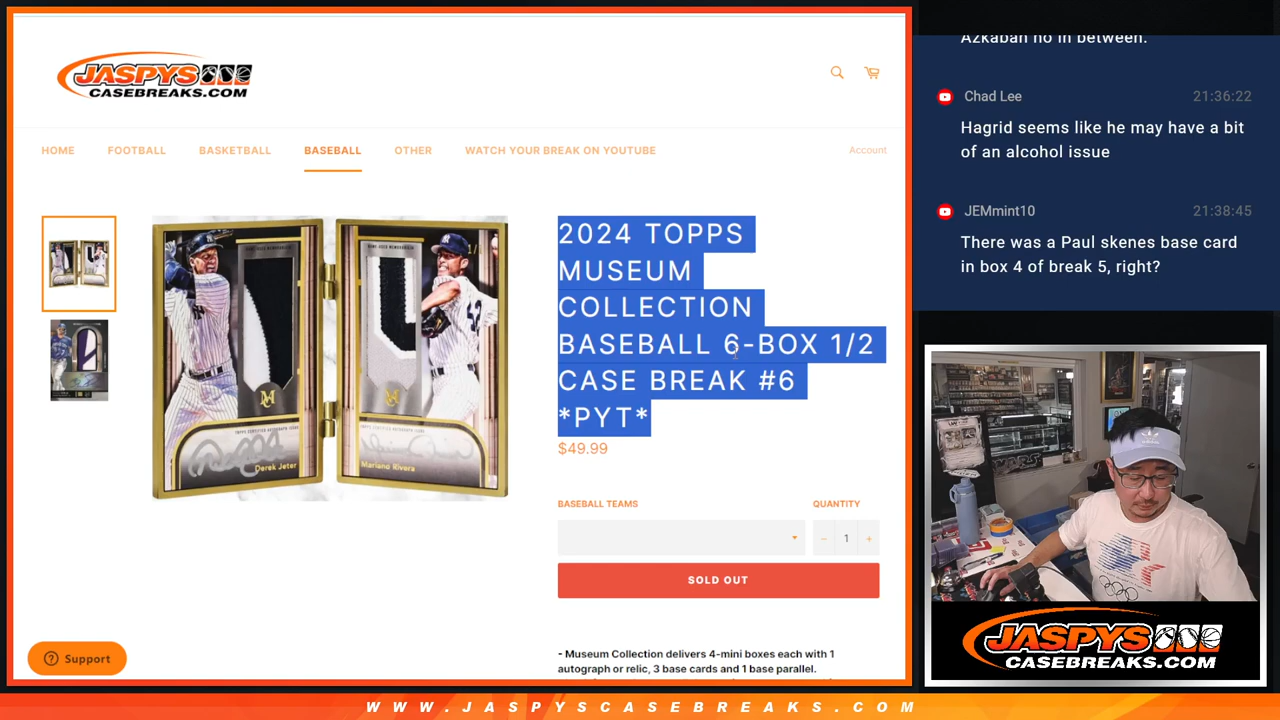 JASPYS
CASEBREAKS.COM
HOME
FOOTBALL
BASKETBALL
BASEBALL
OTHER
WATCH YOUR BREAK ON YOUTUBE
Account
Derek Jeter
Mariano Rivera
2024 TOPPS
MUSEUM
COLLECTION
BASEBALL 6-BOX 1/2
CASE BREAK #6
*PYT*
$49.99
BASEBALL TEAMS
QUANTITY
− 1 +
SOLD OUT
- Museum Collection delivers 4-mini boxes each with 1
autograph or relic, 3 base cards and 1 base parallel.
Support
Azkaban no in between.
Chad Lee 21:36:22
Hagrid seems like he may have a bit
of an alcohol issue
JEMmint10 21:38:45
There was a Paul skenes base card
in box 4 of break 5, right?
JASPYS
CASEBREAKS.COM
WWW.JASPYSCASEBREAKS.COM